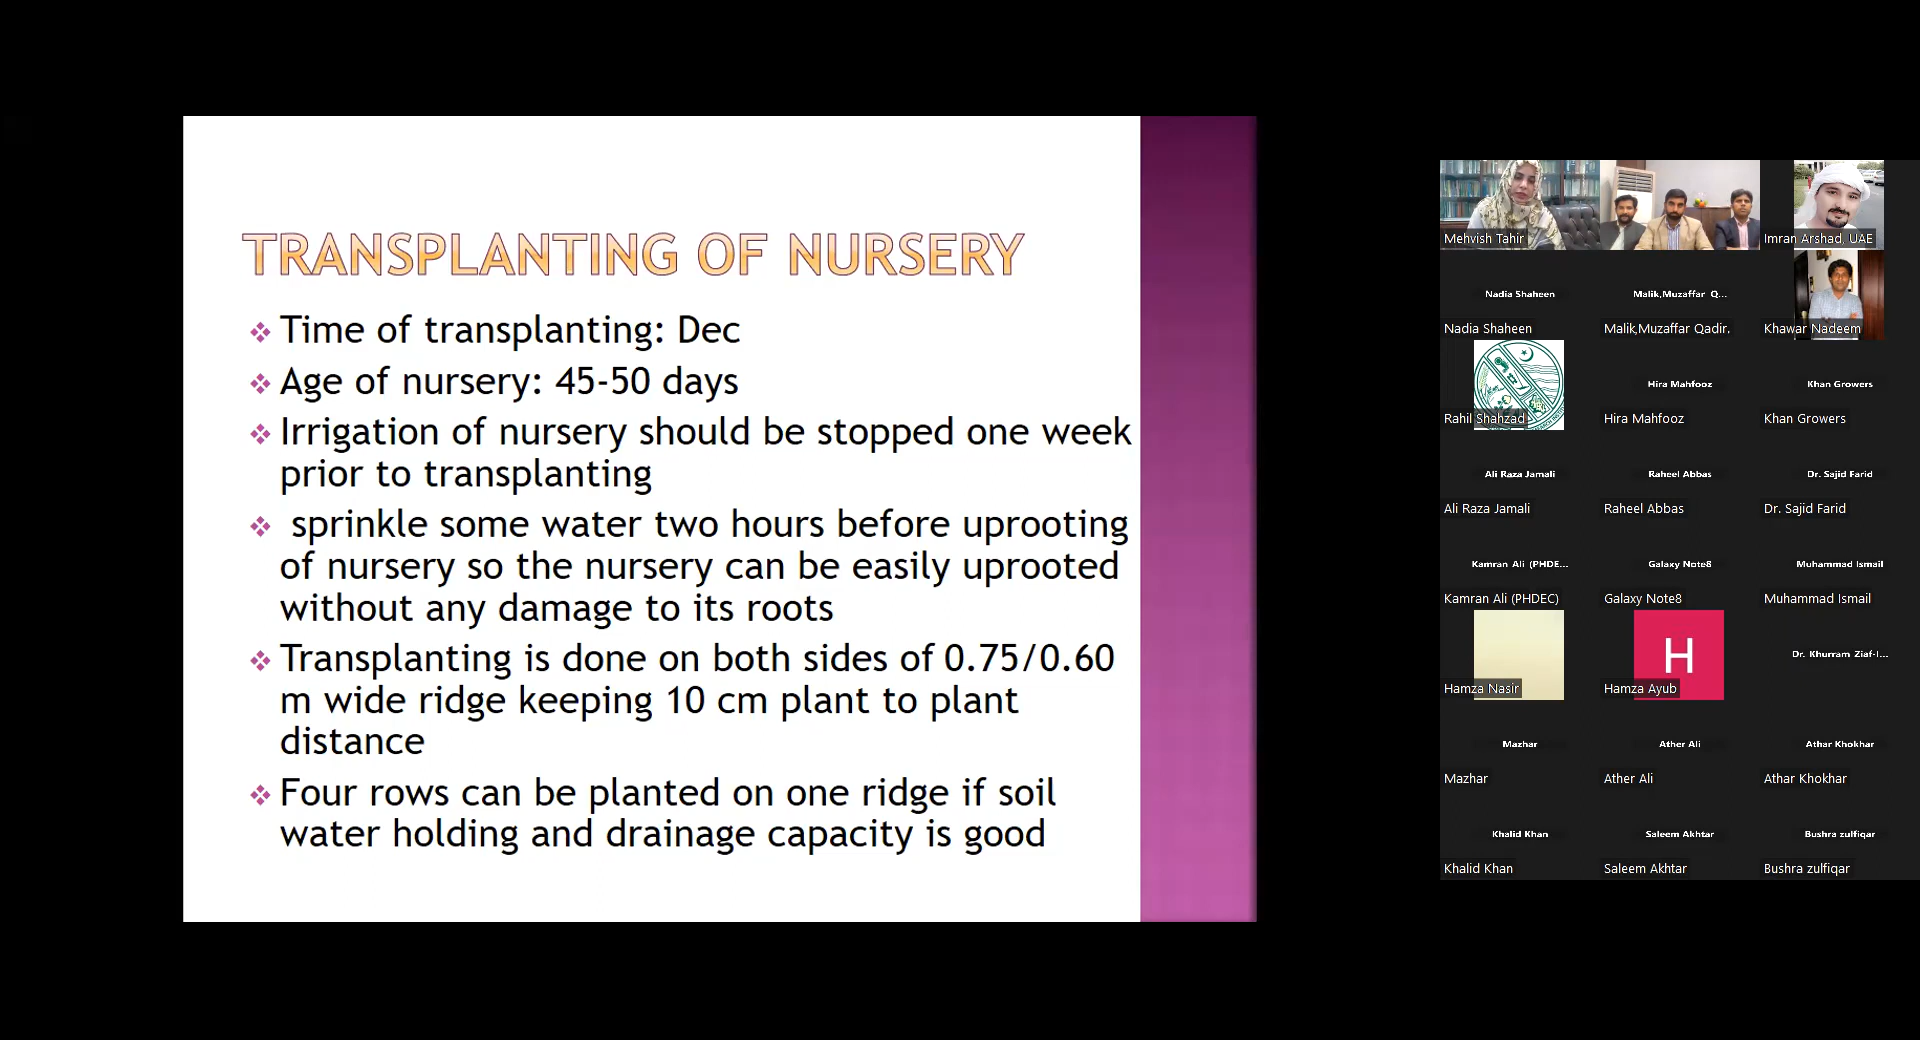 TRANSPLANTING OF NURSERY
Time of transplanting: Dec
Age of nursery: 45-50 days
Irrigation of nursery should be stopped one week
prior to transplanting
sprinkle some water two hours before uprooting
of nursery so the nursery can be easily uprooted
without any damage to its roots
Transplanting is done on both sides of 0.75/0.60
m wide ridge keeping 10 cm plant to plant
distance
Four rows can be planted on one ridge if soil
water holding and drainage capacity is good
Mehvish Tahir
Imran Arshad, UAE
Nadia Shaheen
Malik,Muzaffar Q...
Nadia Shaheen
Malik,Muzaffar Qadir.
Khawar Nadeem
Hira Mahfooz
Khan Growers
Rahil Shahzad
Hira Mahfooz
Khan Growers
Ali Raza Jamali
Raheel Abbas
Dr. Sajid Farid
Ali Raza Jamali
Raheel Abbas
Dr. Sajid Farid
Kamran Ali (PHDE...
Galaxy Note8
Muhammad Ismail
Kamran Ali (PHDEC)
Galaxy Note8
Muhammad Ismail
H
Dr. Khurram Ziaf-I...
Hamza Nasir
Hamza Ayub
Mazhar
Ather Ali
Athar Khokhar
Mazhar
Ather Ali
Athar Khokhar
Khalid Khan
Saleem Akhtar
Bushra zulfiqar
Khalid Khan
Saleem Akhtar
Bushra zulfiqar